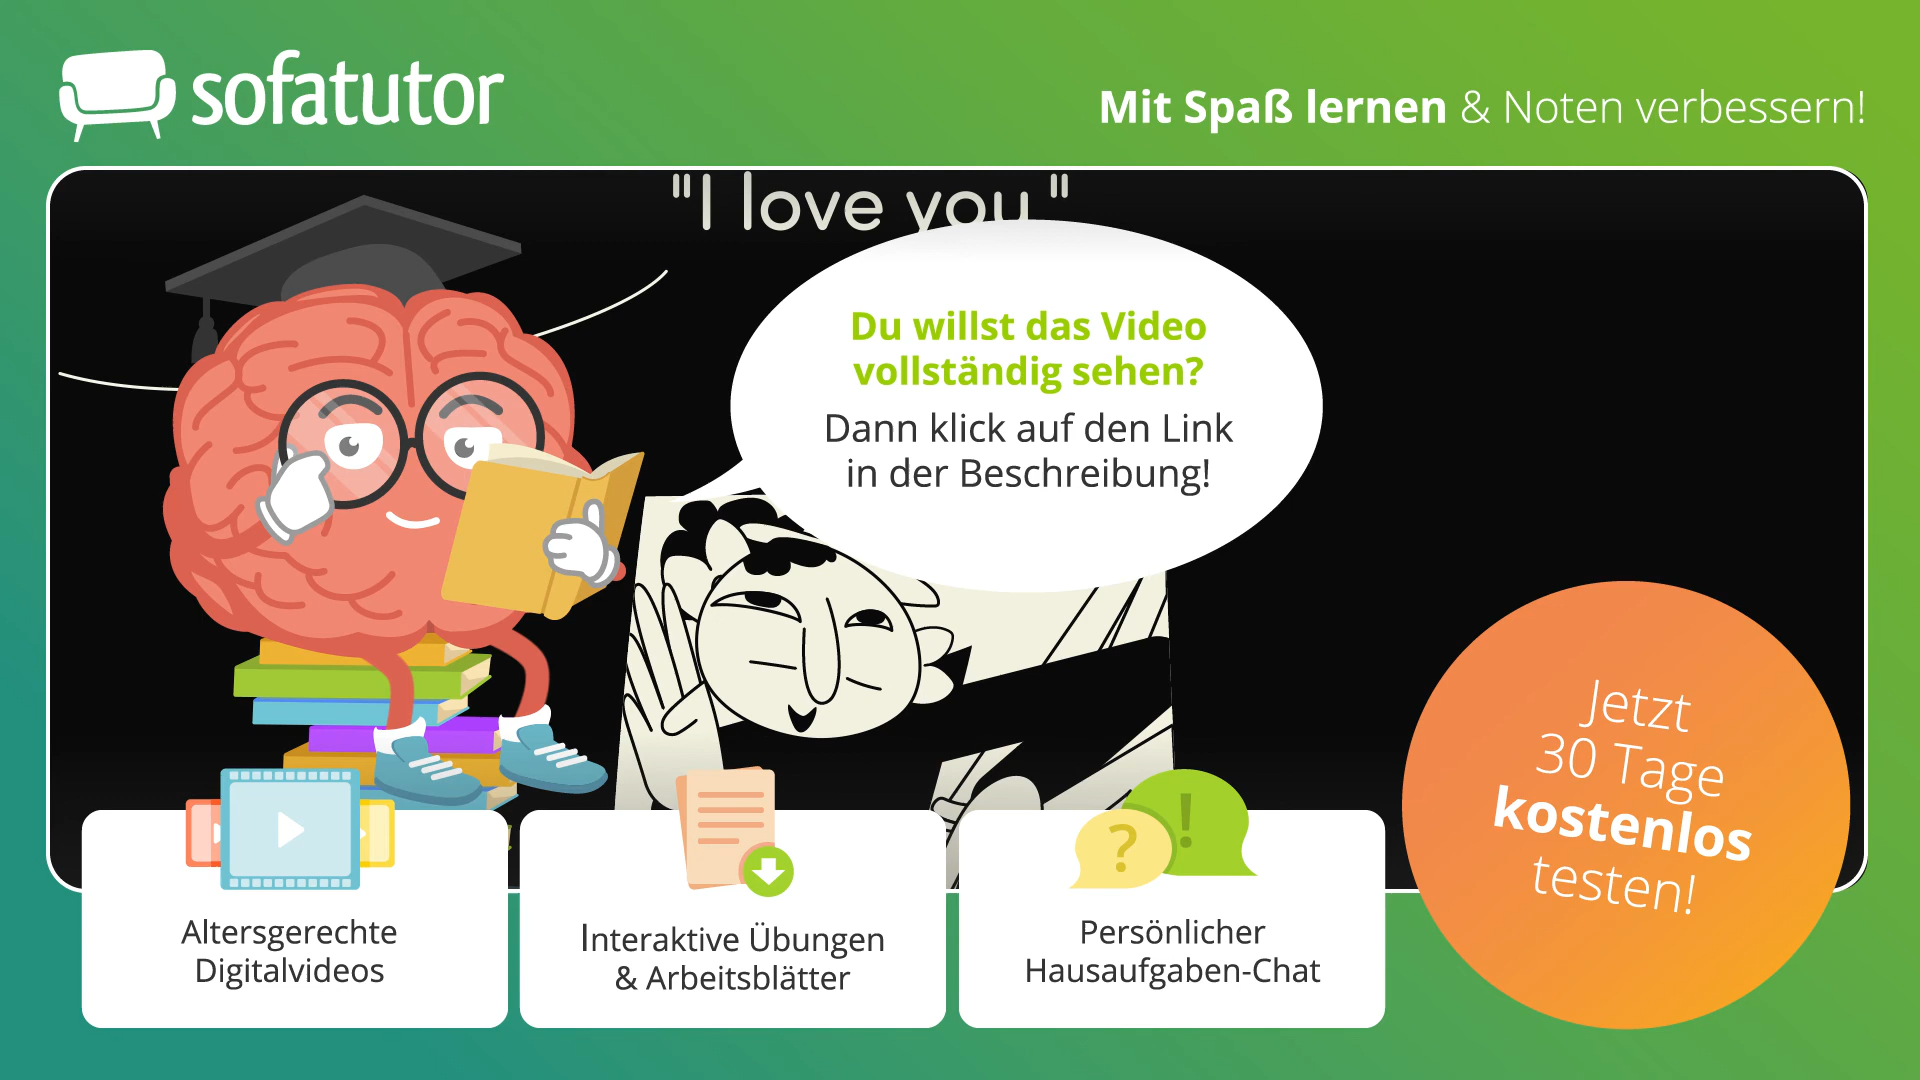 sofatutor
Mit Spaß lernen & Noten verbessern!
"I love you."
Du willst das Video
vollständig sehen?
Dann klick auf den Link
in der Beschreibung!
Jetzt
30 Tage
kostenlos
testen!
? !
Altersgerechte
Digitalvideos
Interaktive Übungen
& Arbeitsblätter
Persönlicher
Hausaufgaben-Chat